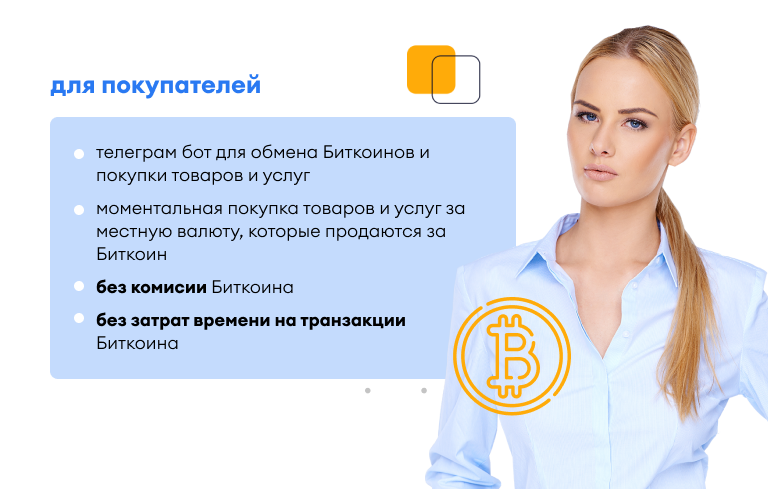 для покупателей
телеграм бот для обмена Биткоинов и
покупки товаров и услуг
моментальная покупка товаров и услуг за
местную валюту, которые продаются за
Биткоин
без комисии Биткоина
без затрат времени на транзакции
Биткоина